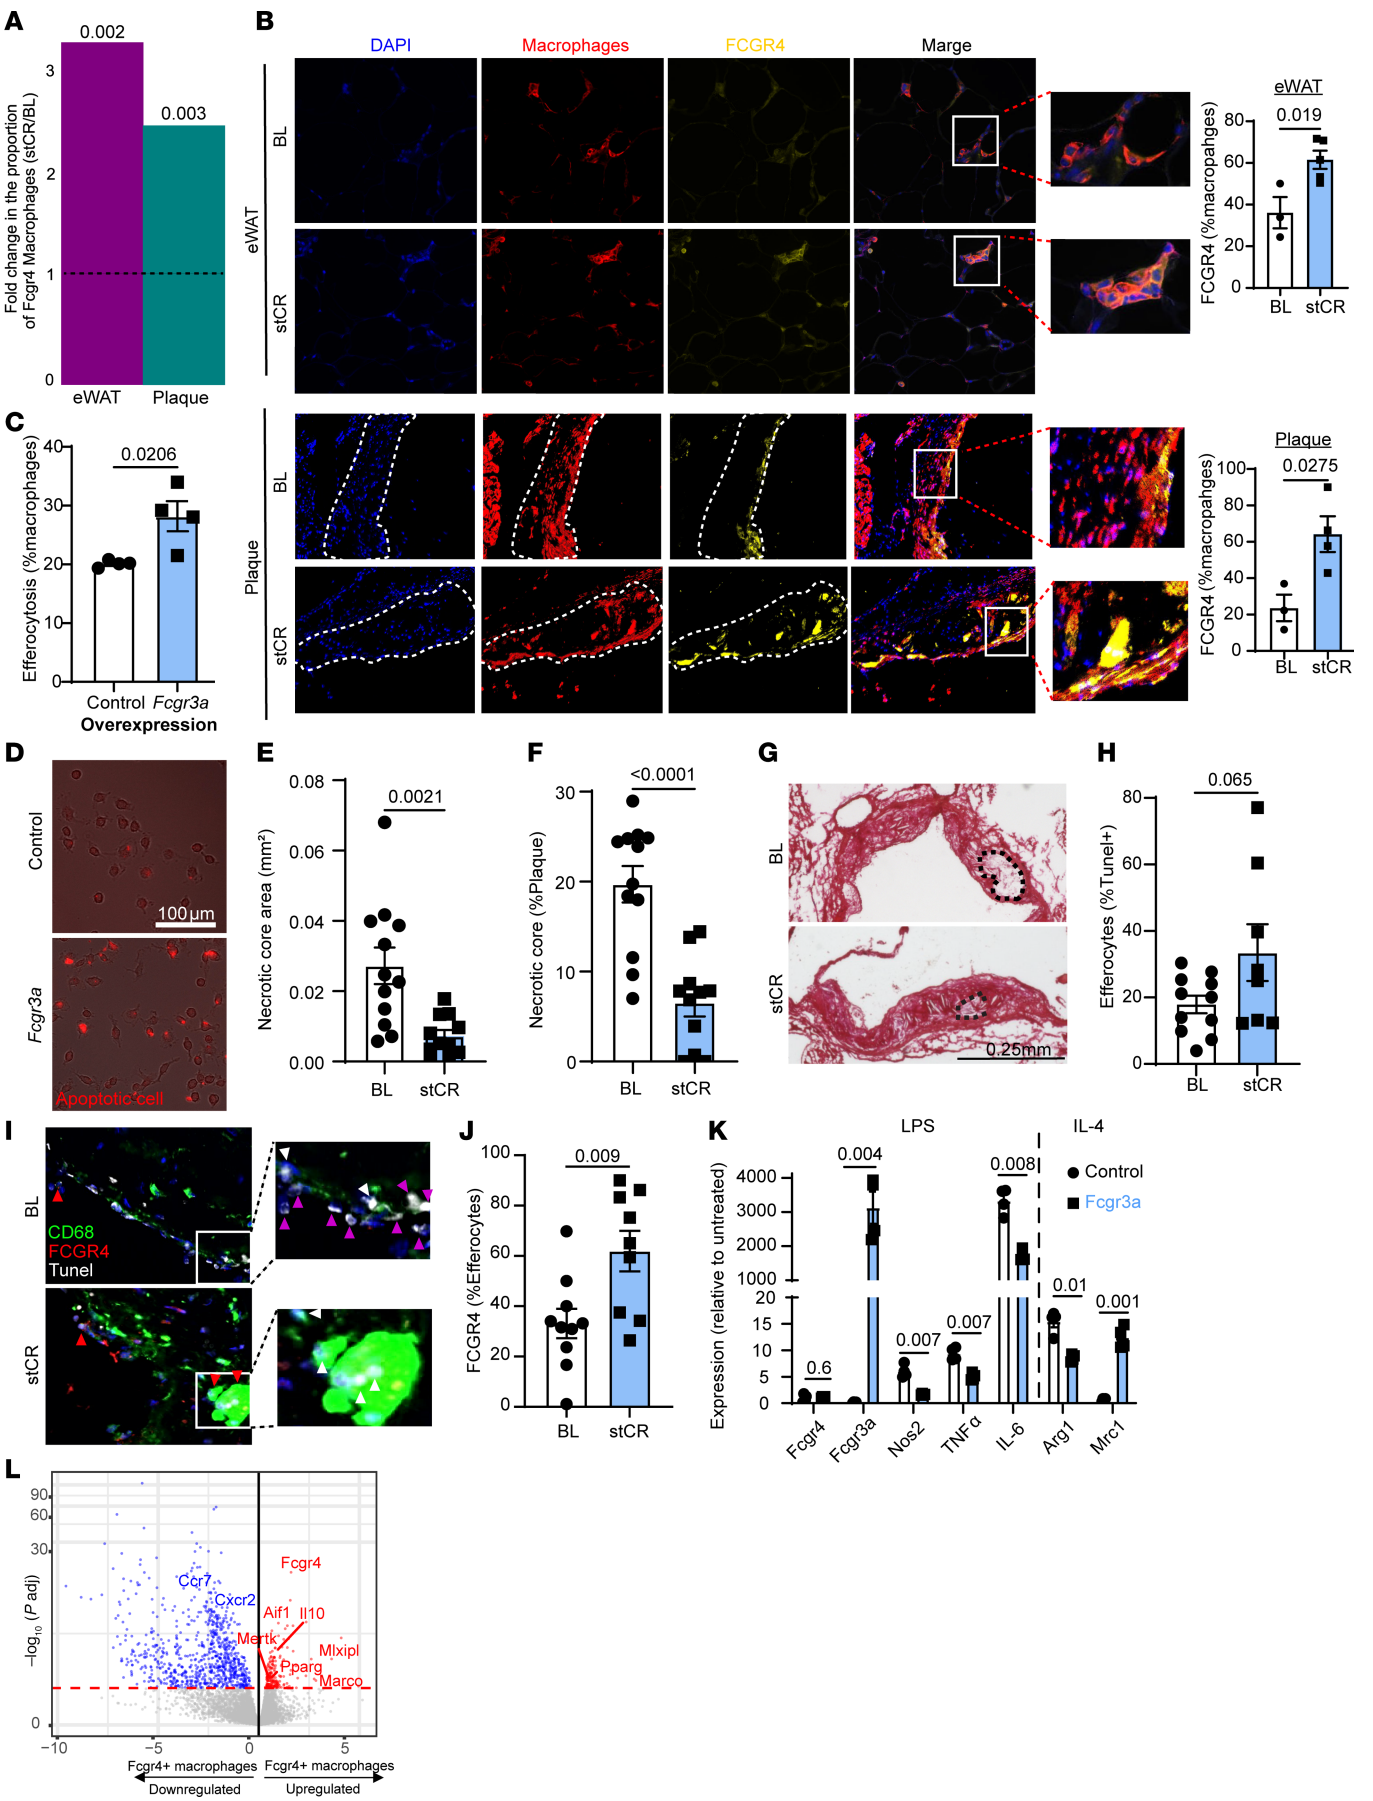 A
0.002
0.003
Fold change in the proportion
of Fcgr4 Macrophages (stCR/BL)
3
2
1
0
eWAT
Plaque
B
DAPI
Macrophages
FCGR4
Marge
eWAT
BL
stCR
eWAT
0.019
FCGR4 (%macropahges)
80
60
40
20
0
BL
stCR
Plaque
BL
stCR
Plaque
0.0275
FCGR4 (%macropahges)
100
80
60
40
20
0
BL
stCR
C
0.0206
Efferocytosis (%macrophages)
40
30
20
10
0
Control
Fcgr3a
Overexpression
D
Control
100µm
Fcgr3a
Apoptotic cell
E
0.0021
Necrotic core area (mm²)
0.08
0.06
0.04
0.02
0.00
BL
stCR
F
<0.0001
Necrotic core (%Plaque)
30
20
10
0
BL
stCR
G
BL
stCR
0.25mm
H
0.065
Efferocytes (%Tunel+)
80
60
40
20
0
BL
stCR
I
BL
CD68
FCGR4
Tunel
stCR
J
0.009
FCGR4 (%Efferocytes)
100
80
60
40
20
0
BL
stCR
K
LPS
IL-4
Control
Fcgr3a
Expression (relative to untreated)
4000
3000
2000
1000
20
15
10
5
0
0.6
0.004
0.007
0.007
0.008
0.01
0.001
Fcgr4
Fcgr3a
Nos2
TNFα
IL-6
Arg1
Mrc1
L
−log10 (P adj)
90
60
30
0
Fcgr4
Ccr7
Cxcr2
Aif1
Il10
Mertk
Mlxipl
Pparg
Marco
−10
−5
0
5
Fcgr4+ macrophages
Downregulated
Fcgr4+ macrophages
Upregulated